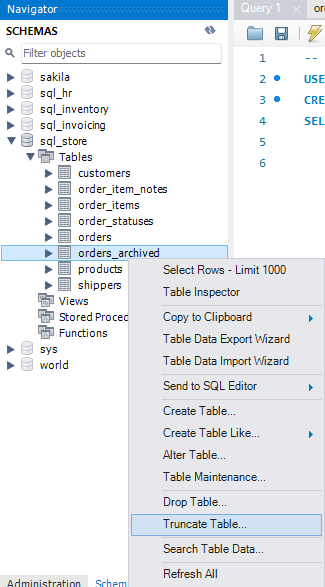 Navigator
Query 1
SCHEMAS
Filter objects
sakila
sql_hr
sql_inventory
sql_invoicing
sql_store
Tables
customers
order_item_notes
order_items
order_statuses
orders
orders_archived
products
shippers
Views
Stored Proced
Functions
sys
world
1 --
2 USE
3 CRE
4 SEL
5
6
Select Rows - Limit 1000
Table Inspector
Copy to Clipboard
Table Data Export Wizard
Table Data Import Wizard
Send to SQL Editor
Create Table...
Create Table Like...
Alter Table...
Table Maintenance...
Drop Table...
Truncate Table...
Search Table Data...
Refresh All
Administration Schem